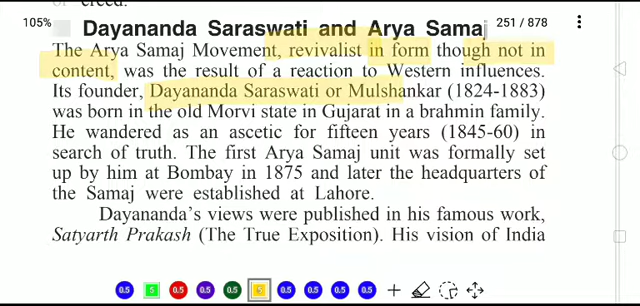 creed.
105%
Dayananda Saraswati and Arya Samaj
251 / 878
The Arya Samaj Movement, revivalist in form though not in
content, was the result of a reaction to Western influences.
Its founder, Dayananda Saraswati or Mulshankar (1824-1883)
was born in the old Morvi state in Gujarat in a brahmin family.
He wandered as an ascetic for fifteen years (1845-60) in
search of truth. The first Arya Samaj unit was formally set
up by him at Bombay in 1875 and later the headquarters of
the Samaj were established at Lahore.
Dayananda's views were published in his famous work,
Satyarth Prakash (The True Exposition). His vision of India
0.5 5 0.5 0.5 0.5 5 0.5 0.5 0.5 0.5